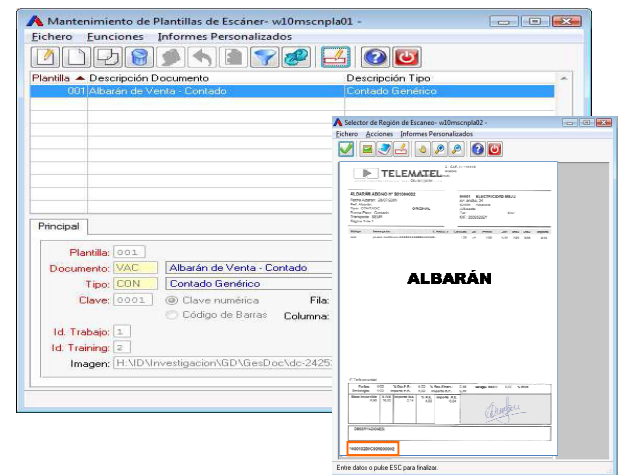 Mantenimiento de Plantillas de Escáner- w10mscnpla01 -
Fichero Funciones Informes Personalizados
Plantilla Descripción Documento Descripción Tipo
001 Albarán de Venta - Contado Contado Genérico
Principal
Plantilla: 001
Documento: VAC Albarán de Venta - Contado
Tipo: CON Contado Genérico
Clave: 0001 Clave numérica Fila:
Código de Barras Columna:
Id. Trabajo: 1
Id. Training: 2
Imagen: H:\ID\Investigacion\GD\GesDoc\dc-2425
Selector de Región de Escaneo- w10mscnpla02 -
Fichero Acciones Informes Personalizados
TELEMATEL
ALBARÁN
OBSERVACIONES:
Entre datos o pulse ESC para finalizar.